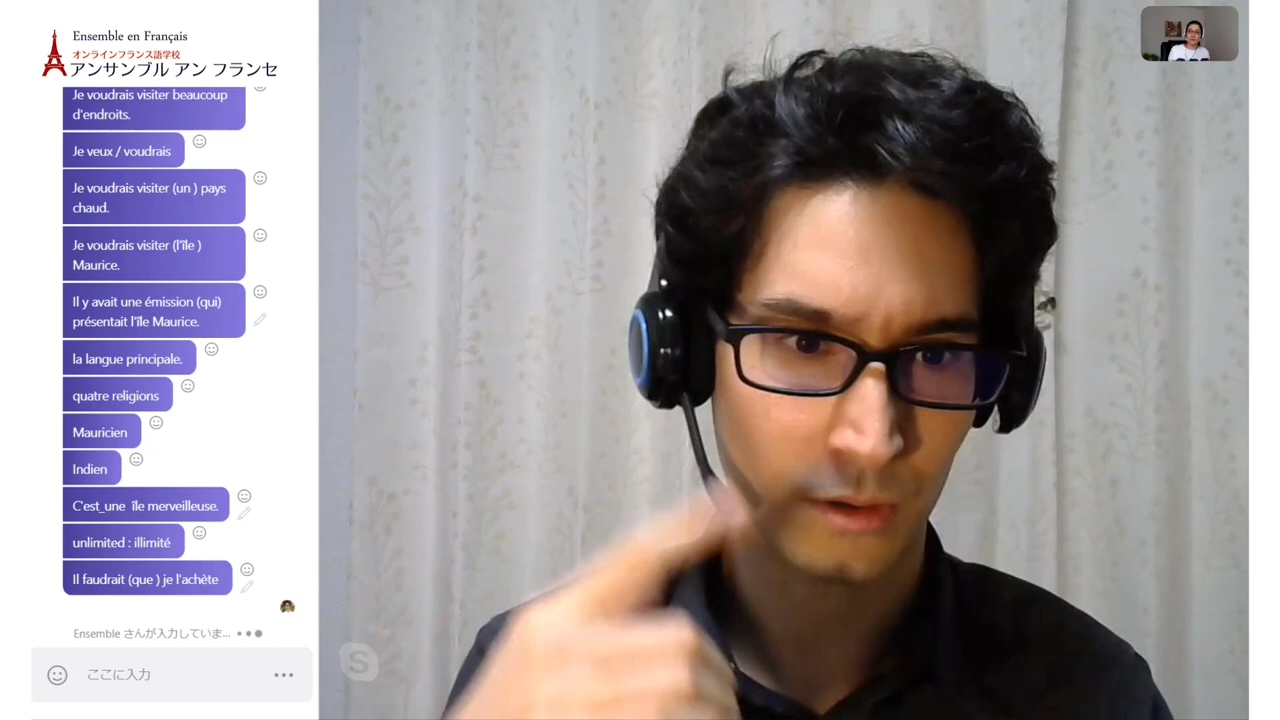 Ensemble en Français
オンラインフランス語学校
アンサンブル アン フランセ
Je voudrais visiter beaucoup
d'endroits.
Je veux / voudrais
Je voudrais visiter (un ) pays
chaud.
Je voudrais visiter (l'île )
Maurice.
Il y avait une émission (qui)
présentait l'île Maurice.
la langue principale.
quatre religions
Mauricien
Indien
C'est_une  île merveilleuse.
unlimited : illimité
Il faudrait (que ) je l'achète
Ensemble さんが入力していま...
ここに入力
S